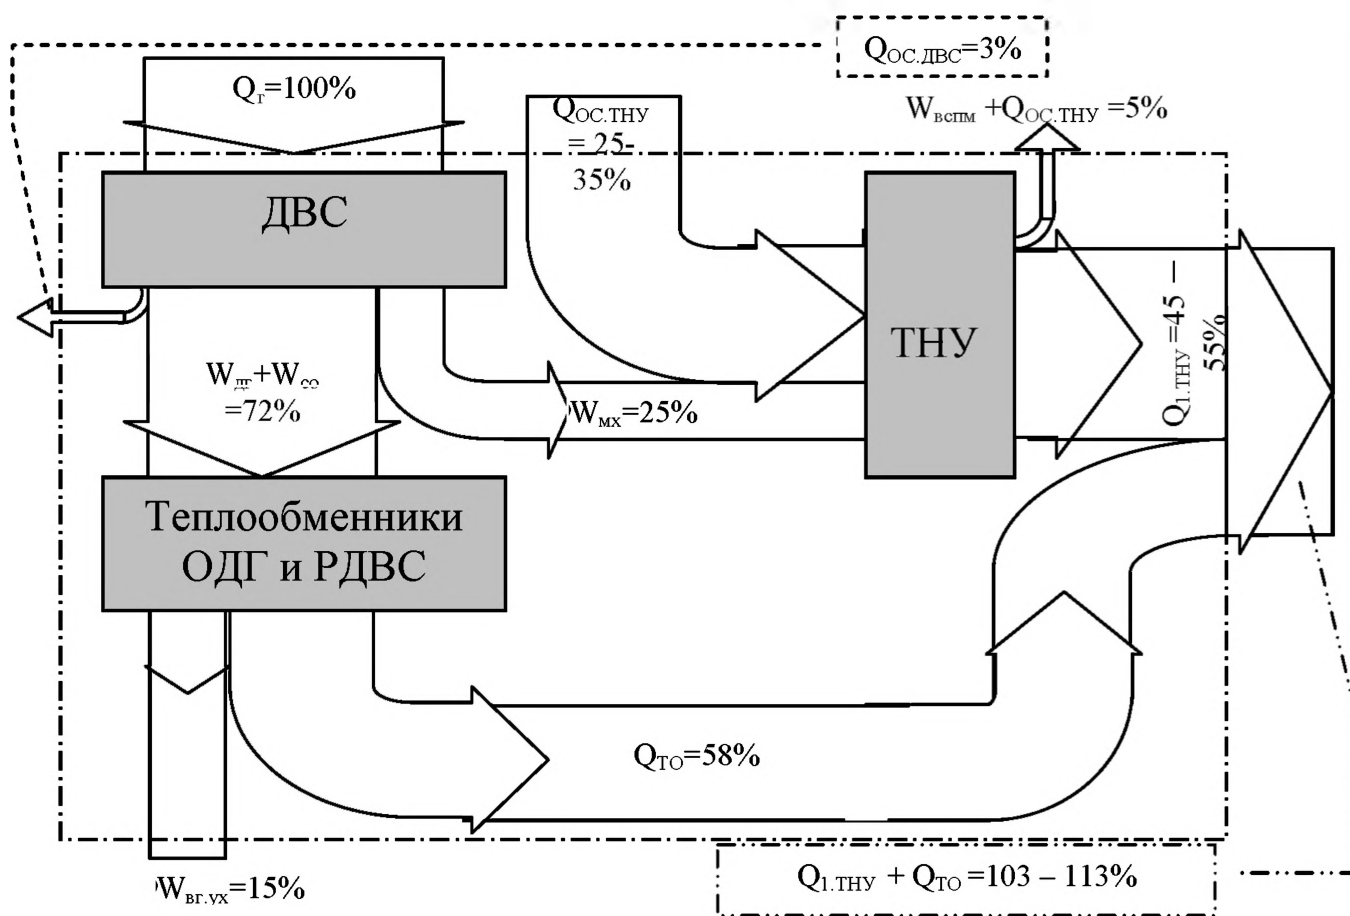 Q_ОС.ДВС=3%
Q_г=100%
Q_ОС.ТНУ
= 25-
35%
W_вспм +Q_ОС.ТНУ =5%
ДВС
ТНУ
Q_1.ТНУ =45 –
55%
W_дг+W_со
=72%
W_мх=25%
Теплообменники
ОДГ и РДВС
Q_ТО=58%
W_вг.ух=15%
Q_1.ТНУ + Q_ТО =103 – 113%